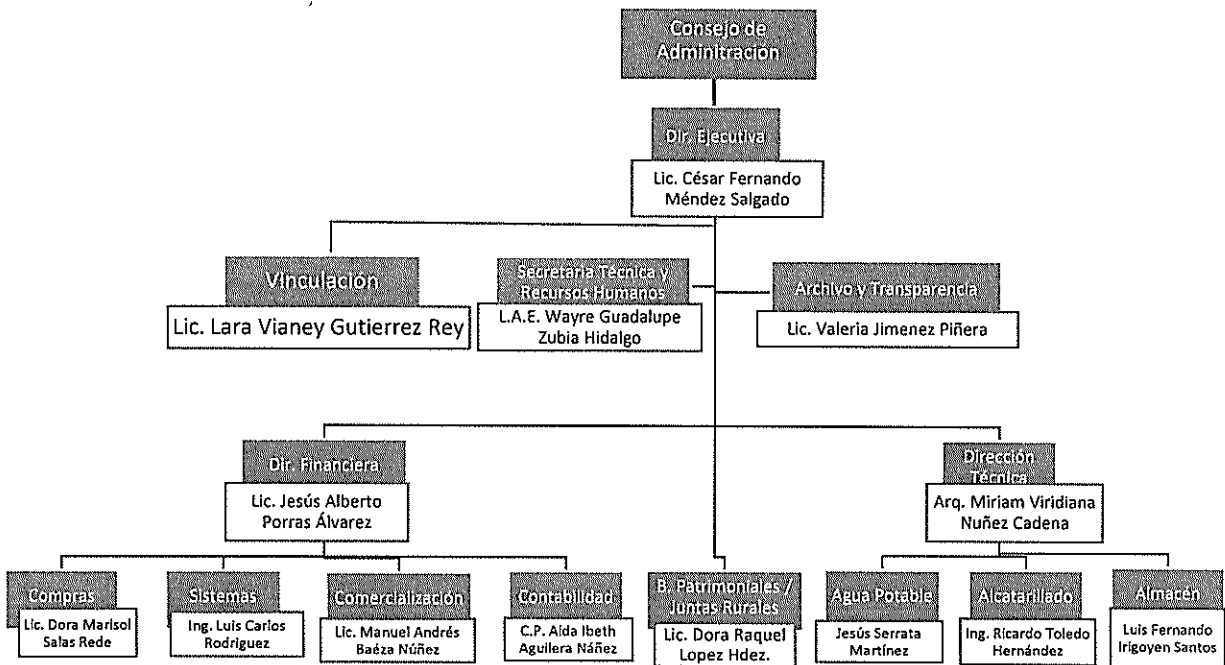 Consejo de
Adminitración
Dir. Ejecutiva
Lic. César Fernando
Méndez Salgado
Vinculación
Lic. Lara Vianey Gutierrez Rey
Secretaria Técnica y
Recursos Humanos
L.A.E. Wayre Guadalupe
Zubia Hidalgo
Archivo y Transparencia
Lic. Valeria Jimenez Piñera
Dir. Financiera
Lic. Jesús Alberto
Porras Álvarez
Dirección
Técnica
Arq. Miriam Viridiana
Nuñez Cadena
Compras
Lic. Dora Marisol
Salas Rede
Sistemas
Ing. Luis Carlos
Rodriguez
Comercialización
Lic. Manuel Andrés
Baéza Núñez
Contabilidad
C.P. Aida Ibeth
Aguilera Náñez
B. Patrimoniales /
Juntas Rurales
Lic. Dora Raquel
Lopez Hdez.
Agua Potable
Jesús Serrata
Martínez
Alcatarillado
Ing. Ricardo Toledo
Hernández
Almacén
Luis Fernando
Irigoyen Santos